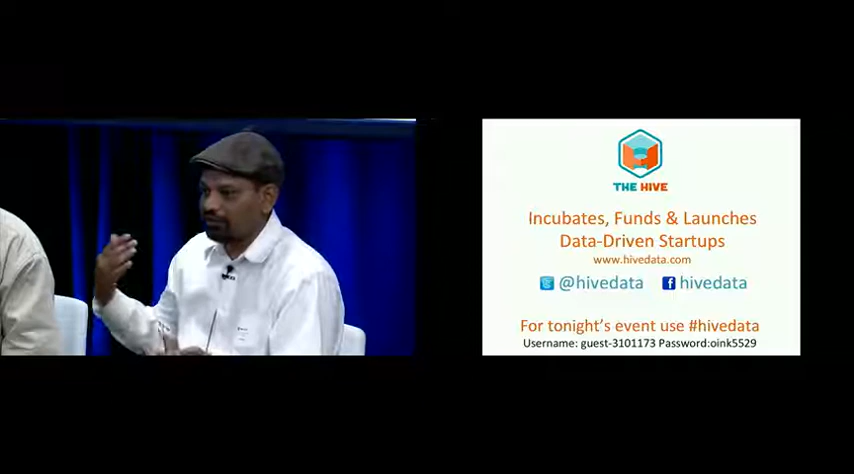 THE HIVE
Incubates, Funds & Launches
Data-Driven Startups
www.hivedata.com
@hivedata hivedata
For tonight's event use #hivedata
Username: guest-3101173 Password:oink5529